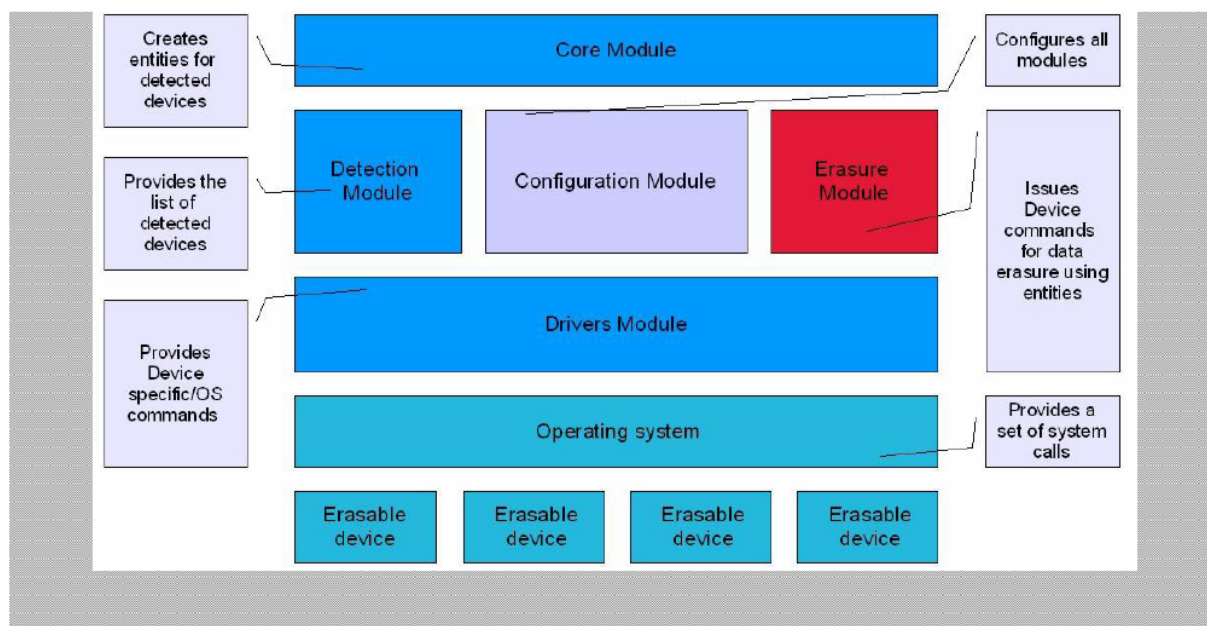 Creates
entities for
detected
devices
Core Module
Configures all
modules
Provides the
list of
detected
devices
Detection
Module
Configuration Module
Erasure
Module
Issues
Device
commands
for data
erasure using
entities
Provides
Device
specific/OS
commands
Drivers Module
Operating system
Provides a
set of system
calls
Erasable
device
Erasable
device
Erasable
device
Erasable
device